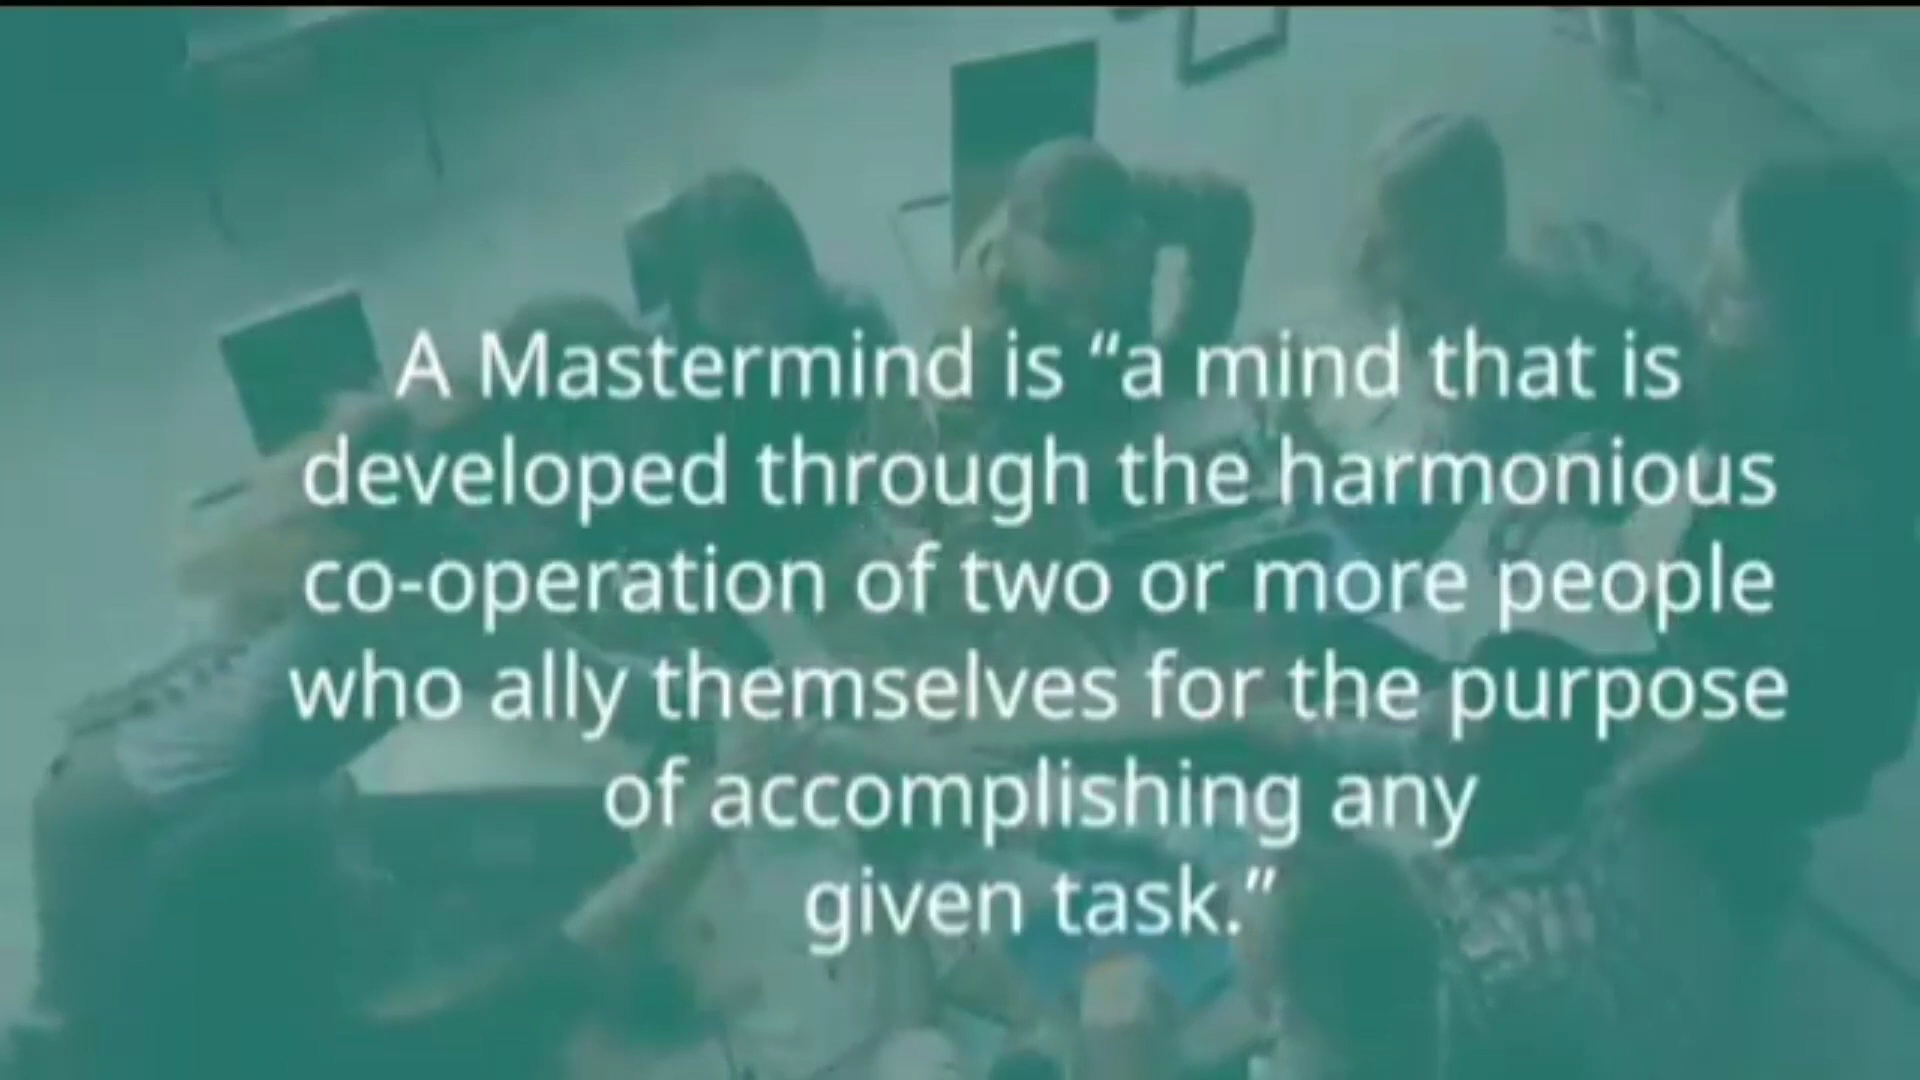 A Mastermind is “a mind that is
developed through the harmonious
co-operation of two or more people
who ally themselves for the purpose
of accomplishing any
given task.”